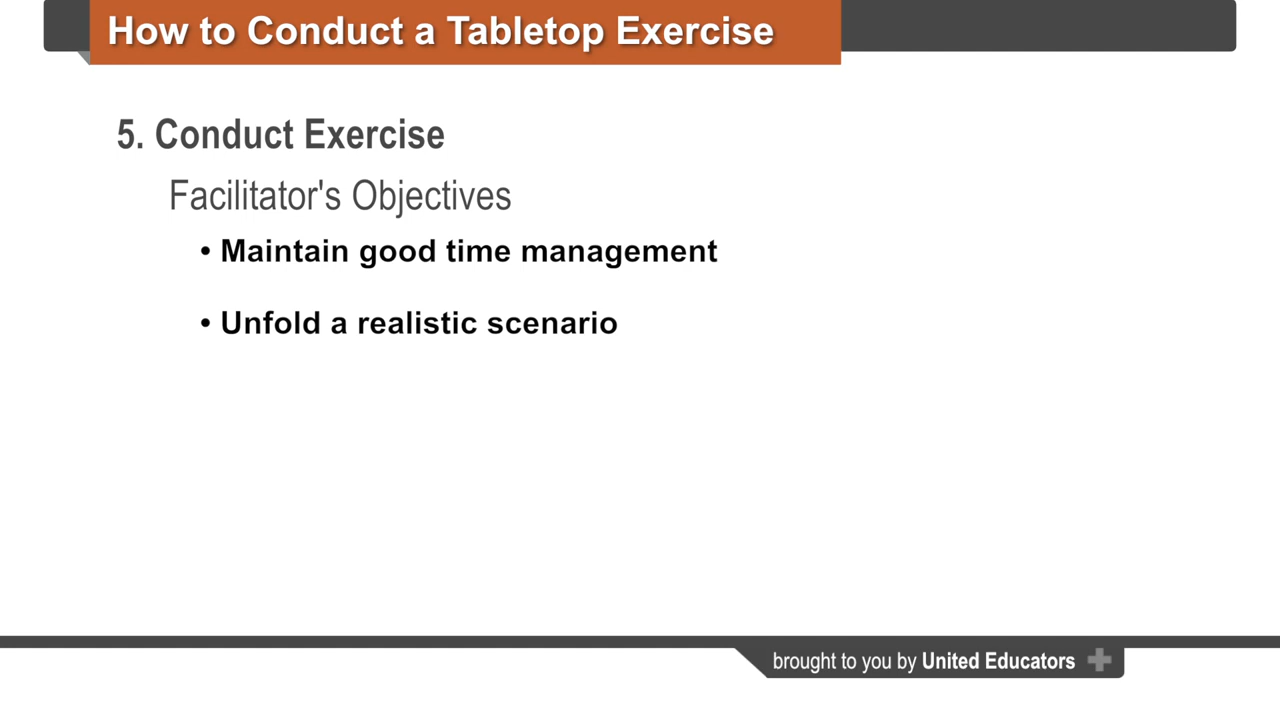 How to Conduct a Tabletop Exercise
5. Conduct Exercise
Facilitator's Objectives
• Maintain good time management
• Unfold a realistic scenario
brought to you by United Educators